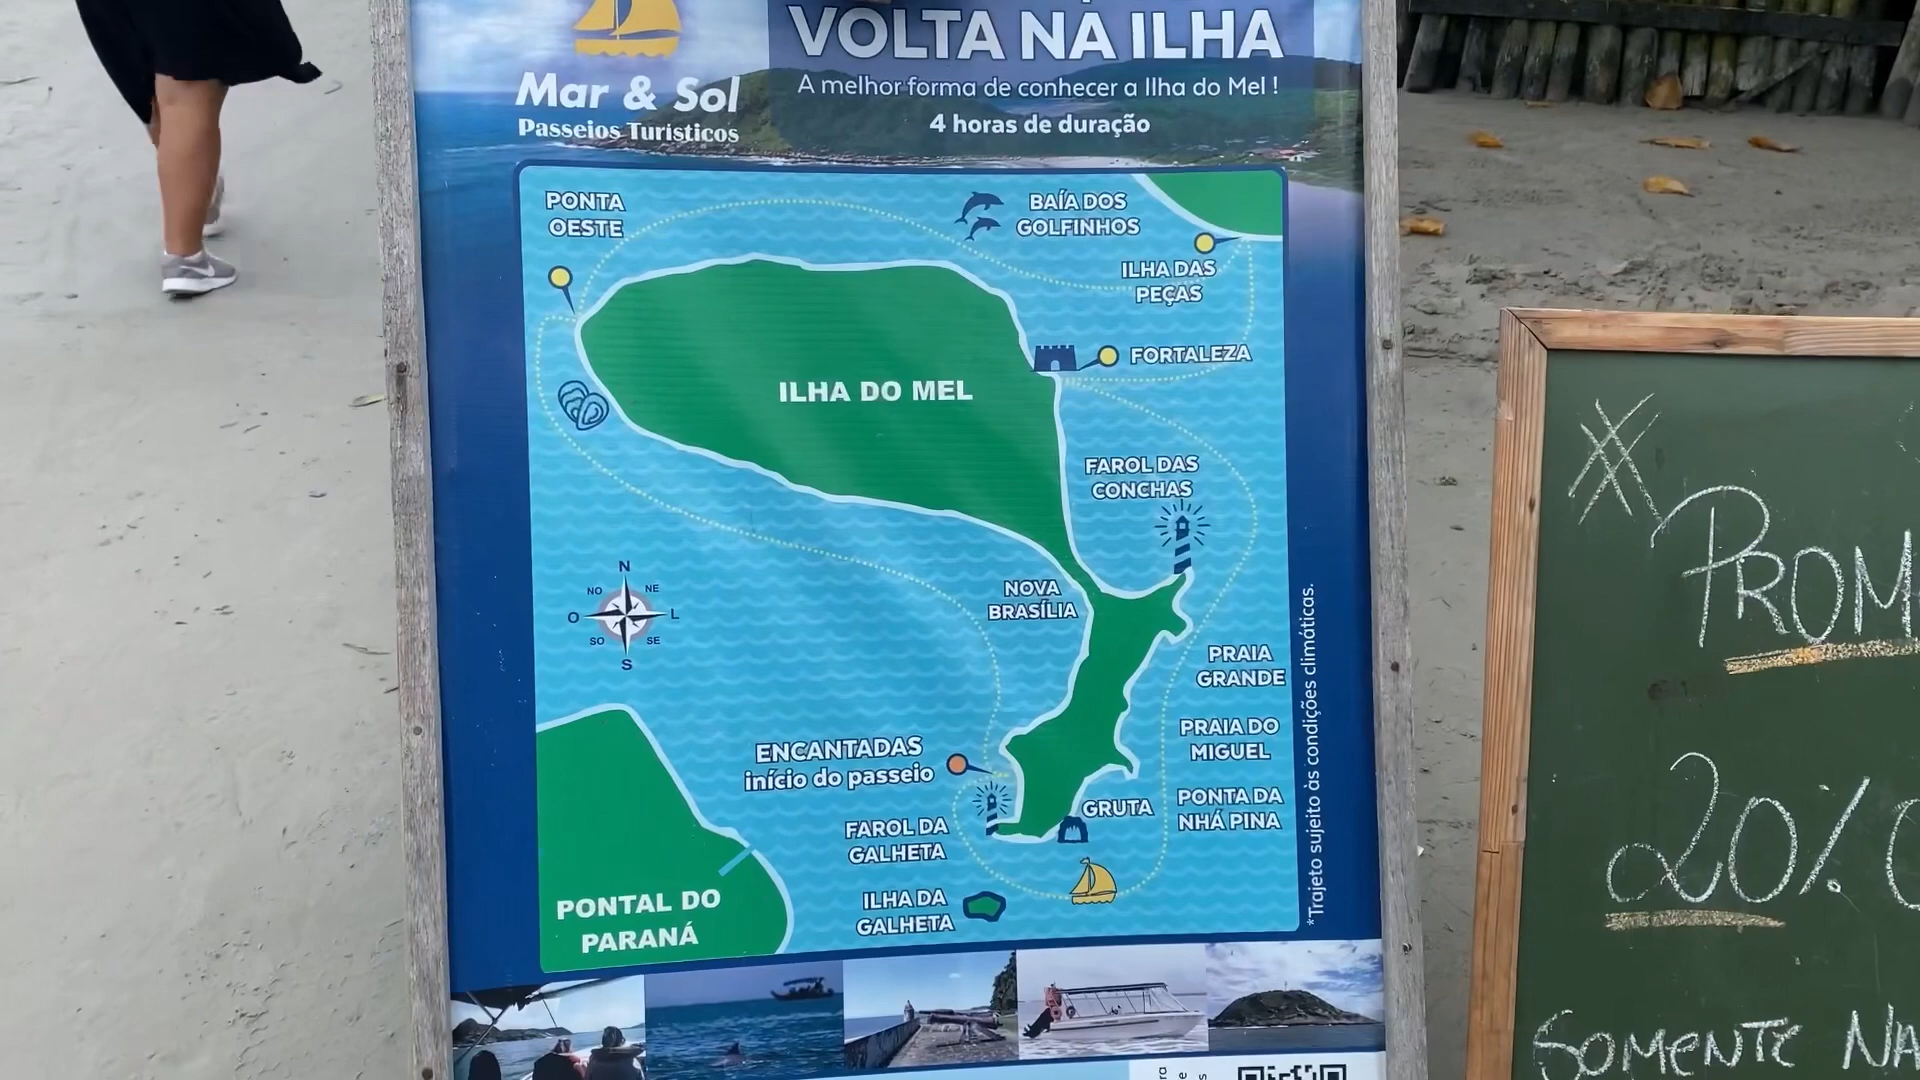 VOLTA NA ILHA
A melhor forma de conhecer a Ilha do Mel !
4 horas de duração
Mar & Sol
Passeios Turísticos
PONTA
OESTE
BAÍA DOS
GOLFINHOS
ILHA DAS
PEÇAS
FORTALEZA
ILHA DO MEL
FAROL DAS
CONCHAS
N
NO
NE
O
L
SO
SE
S
NOVA
BRASÍLIA
PRAIA
GRANDE
PRAIA DO
MIGUEL
ENCANTADAS
início do passeio
GRUTA
PONTA DA
NHÁ PINA
FAROL DA
GALHETA
ILHA DA
GALHETA
PONTAL DO
PARANÁ
*Trajeto sujeito às condições climáticas.
PROM
20%
SOMENTE NA